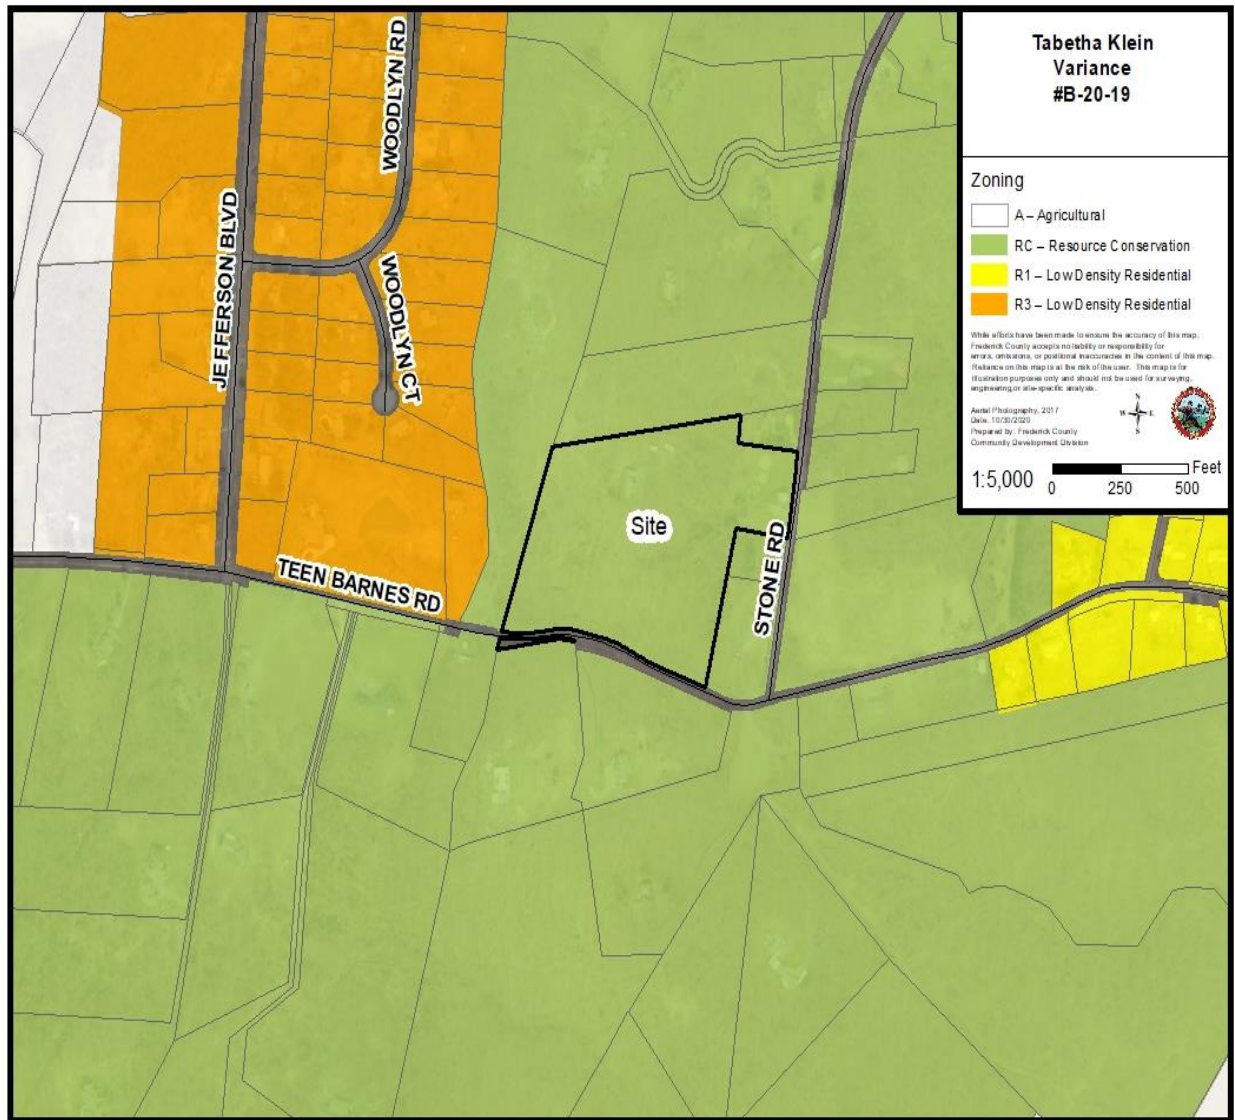 Tabetha Klein
Variance
#B-20-19
Zoning
A – Agricultural
RC – Resource Conservation
R1 – Low Density Residential
R3 – Low Density Residential
While efforts have been made to ensure the accuracy of this map,
Frederick County accepts no liability or responsibility for
errors, omissions, or positional inaccuracies in the content of this map.
Reliance on this map is at the risk of the user. This map is for
illustration purposes only and should not be used for surveying,
engineering, or site-specific analysis.
Aerial Photography, 2017
Date: 10/30/2020
Prepared by: Frederick County
Community Development Division
N
W E
S
1:5,000
Feet
0 250 500
WOODLYN RD
JEFFERSON BLVD
WOODLYN CT
Site
STONE RD
TEEN BARNES RD